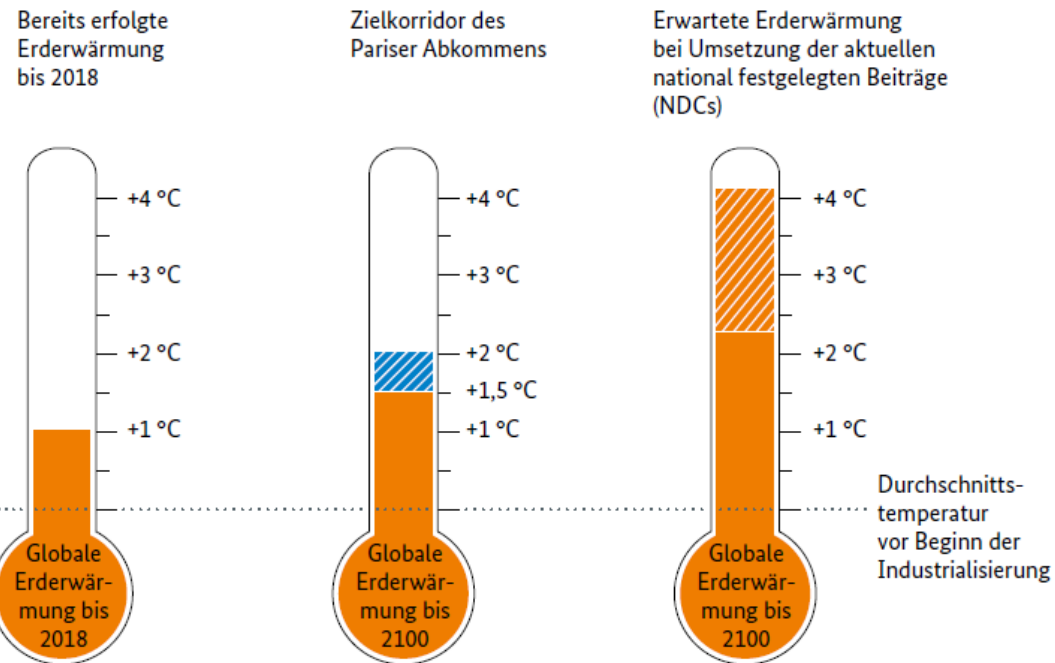 Bereits erfolgte
Erderwärmung
bis 2018
Zielkorridor des
Pariser Abkommens
Erwartete Erderwärmung
bei Umsetzung der aktuellen
national festgelegten Beiträge
(NDCs)
+4 °C
+3 °C
+2 °C
+1 °C
Globale
Erderwär-
mung bis
2018
+4 °C
+3 °C
+2 °C
+1,5 °C
+1 °C
Globale
Erderwär-
mung bis
2100
+4 °C
+3 °C
+2 °C
+1 °C
Globale
Erderwär-
mung bis
2100
Durchschnitts-
temperatur
vor Beginn der
Industrialisierung